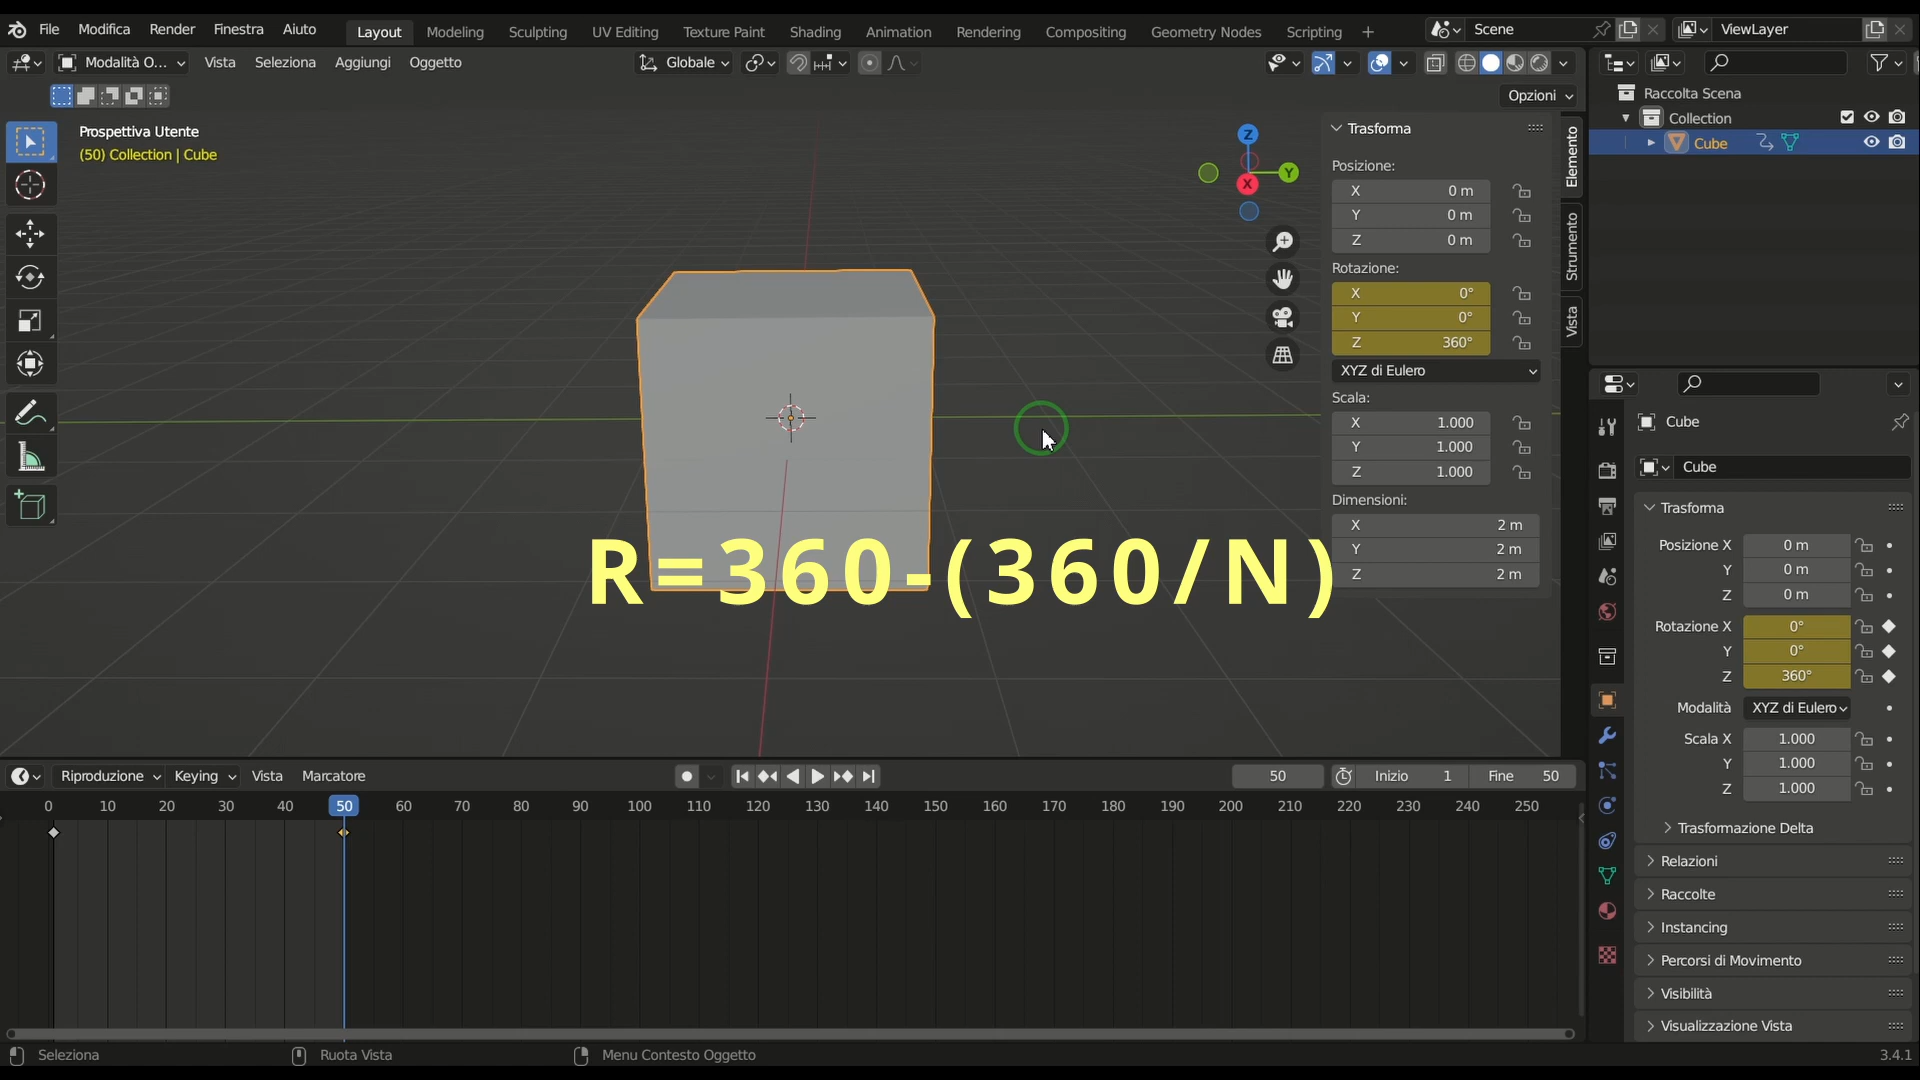 File Modifica Render Finestra Aiuto Layout Modeling Sculpting UV Editing Texture Paint Shading Animation Rendering Compositing Geometry Nodes Scripting + Scene ViewLayer
Modalità O... Vista Seleziona Aggiungi Oggetto Globale
Opzioni
Prospettiva Utente
(50) Collection | Cube
Z
Y
X
Trasforma
Posizione:
X 0 m
Y 0 m
Z 0 m
Rotazione:
X 0°
Y 0°
Z 360°
XYZ di Eulero
Scala:
X 1.000
Y 1.000
Z 1.000
Dimensioni:
X 2 m
Y 2 m
Z 2 m
Elemento
Strumento
Vista
R=360-(360/N)
Raccolta Scena
Collection
Cube
Cube
Cube
Trasforma
Posizione X 0 m
Y 0 m
Z 0 m
Rotazione X 0°
Y 0°
Z 360°
Modalità XYZ di Eulero
Scala X 1.000
Y 1.000
Z 1.000
Trasformazione Delta
Relazioni
Raccolte
Instancing
Percorsi di Movimento
Visibilità
Visualizzazione Vista
Riproduzione Keying Vista Marcatore 50 Inizio 1 Fine 50
0 10 20 30 40 50 60 70 80 90 100 110 120 130 140 150 160 170 180 190 200 210 220 230 240 250
Seleziona Ruota Vista Menu Contesto Oggetto 3.4.1